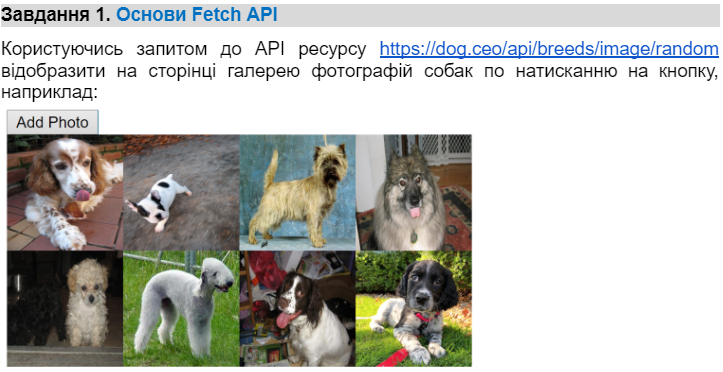 Завдання 1. Основи Fetch API
Користуючись запитом до API ресурсу https://dog.ceo/api/breeds/image/random
відобразити на сторінці галерею фотографій собак по натисканню на кнопку,
наприклад:
Add Photo